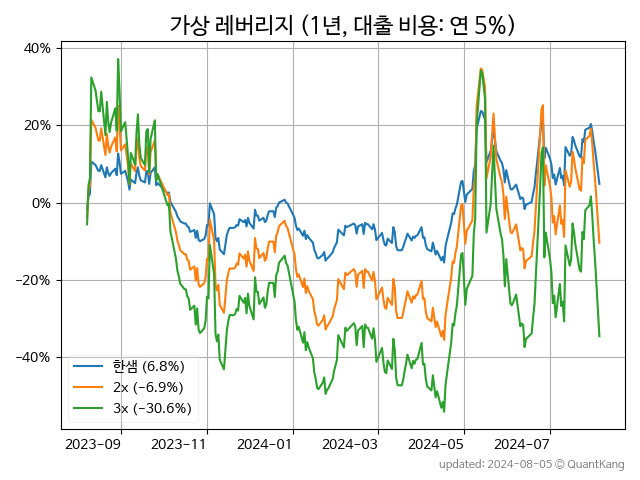 가상 레버리지 (1년, 대출 비용: 연 5%)
40%
20%
0%
−20%
−40%
한샘 (6.8%)
2x (−6.9%)
3x (−30.6%)
2023-09 2023-11 2024-01 2024-03 2024-05 2024-07
updated: 2024-08-05 © QuantKang